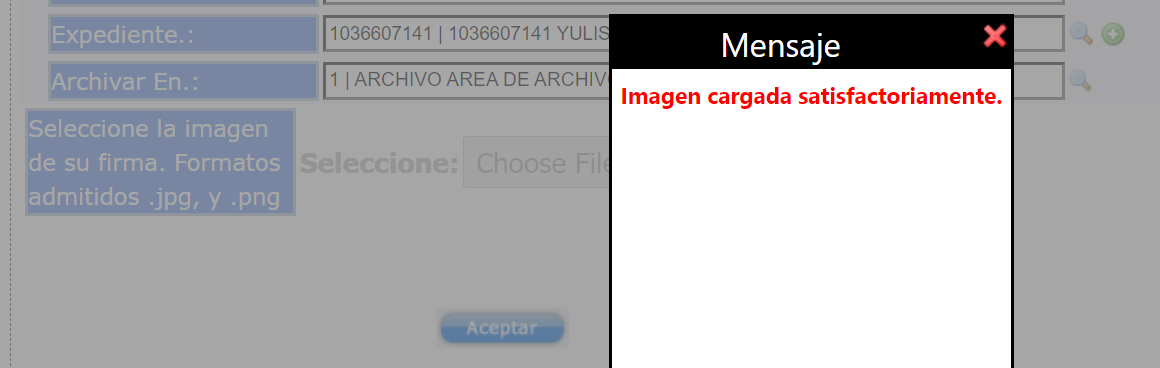 Expediente.:
1036607141 | 1036607141 YULIS
Archivar En.:
1 | ARCHIVO AREA DE ARCHIVO
Seleccione la imagen
de su firma. Formatos
admitidos .jpg, y .png
Seleccione:
Choose File
Aceptar
Mensaje
Imagen cargada satisfactoriamente.